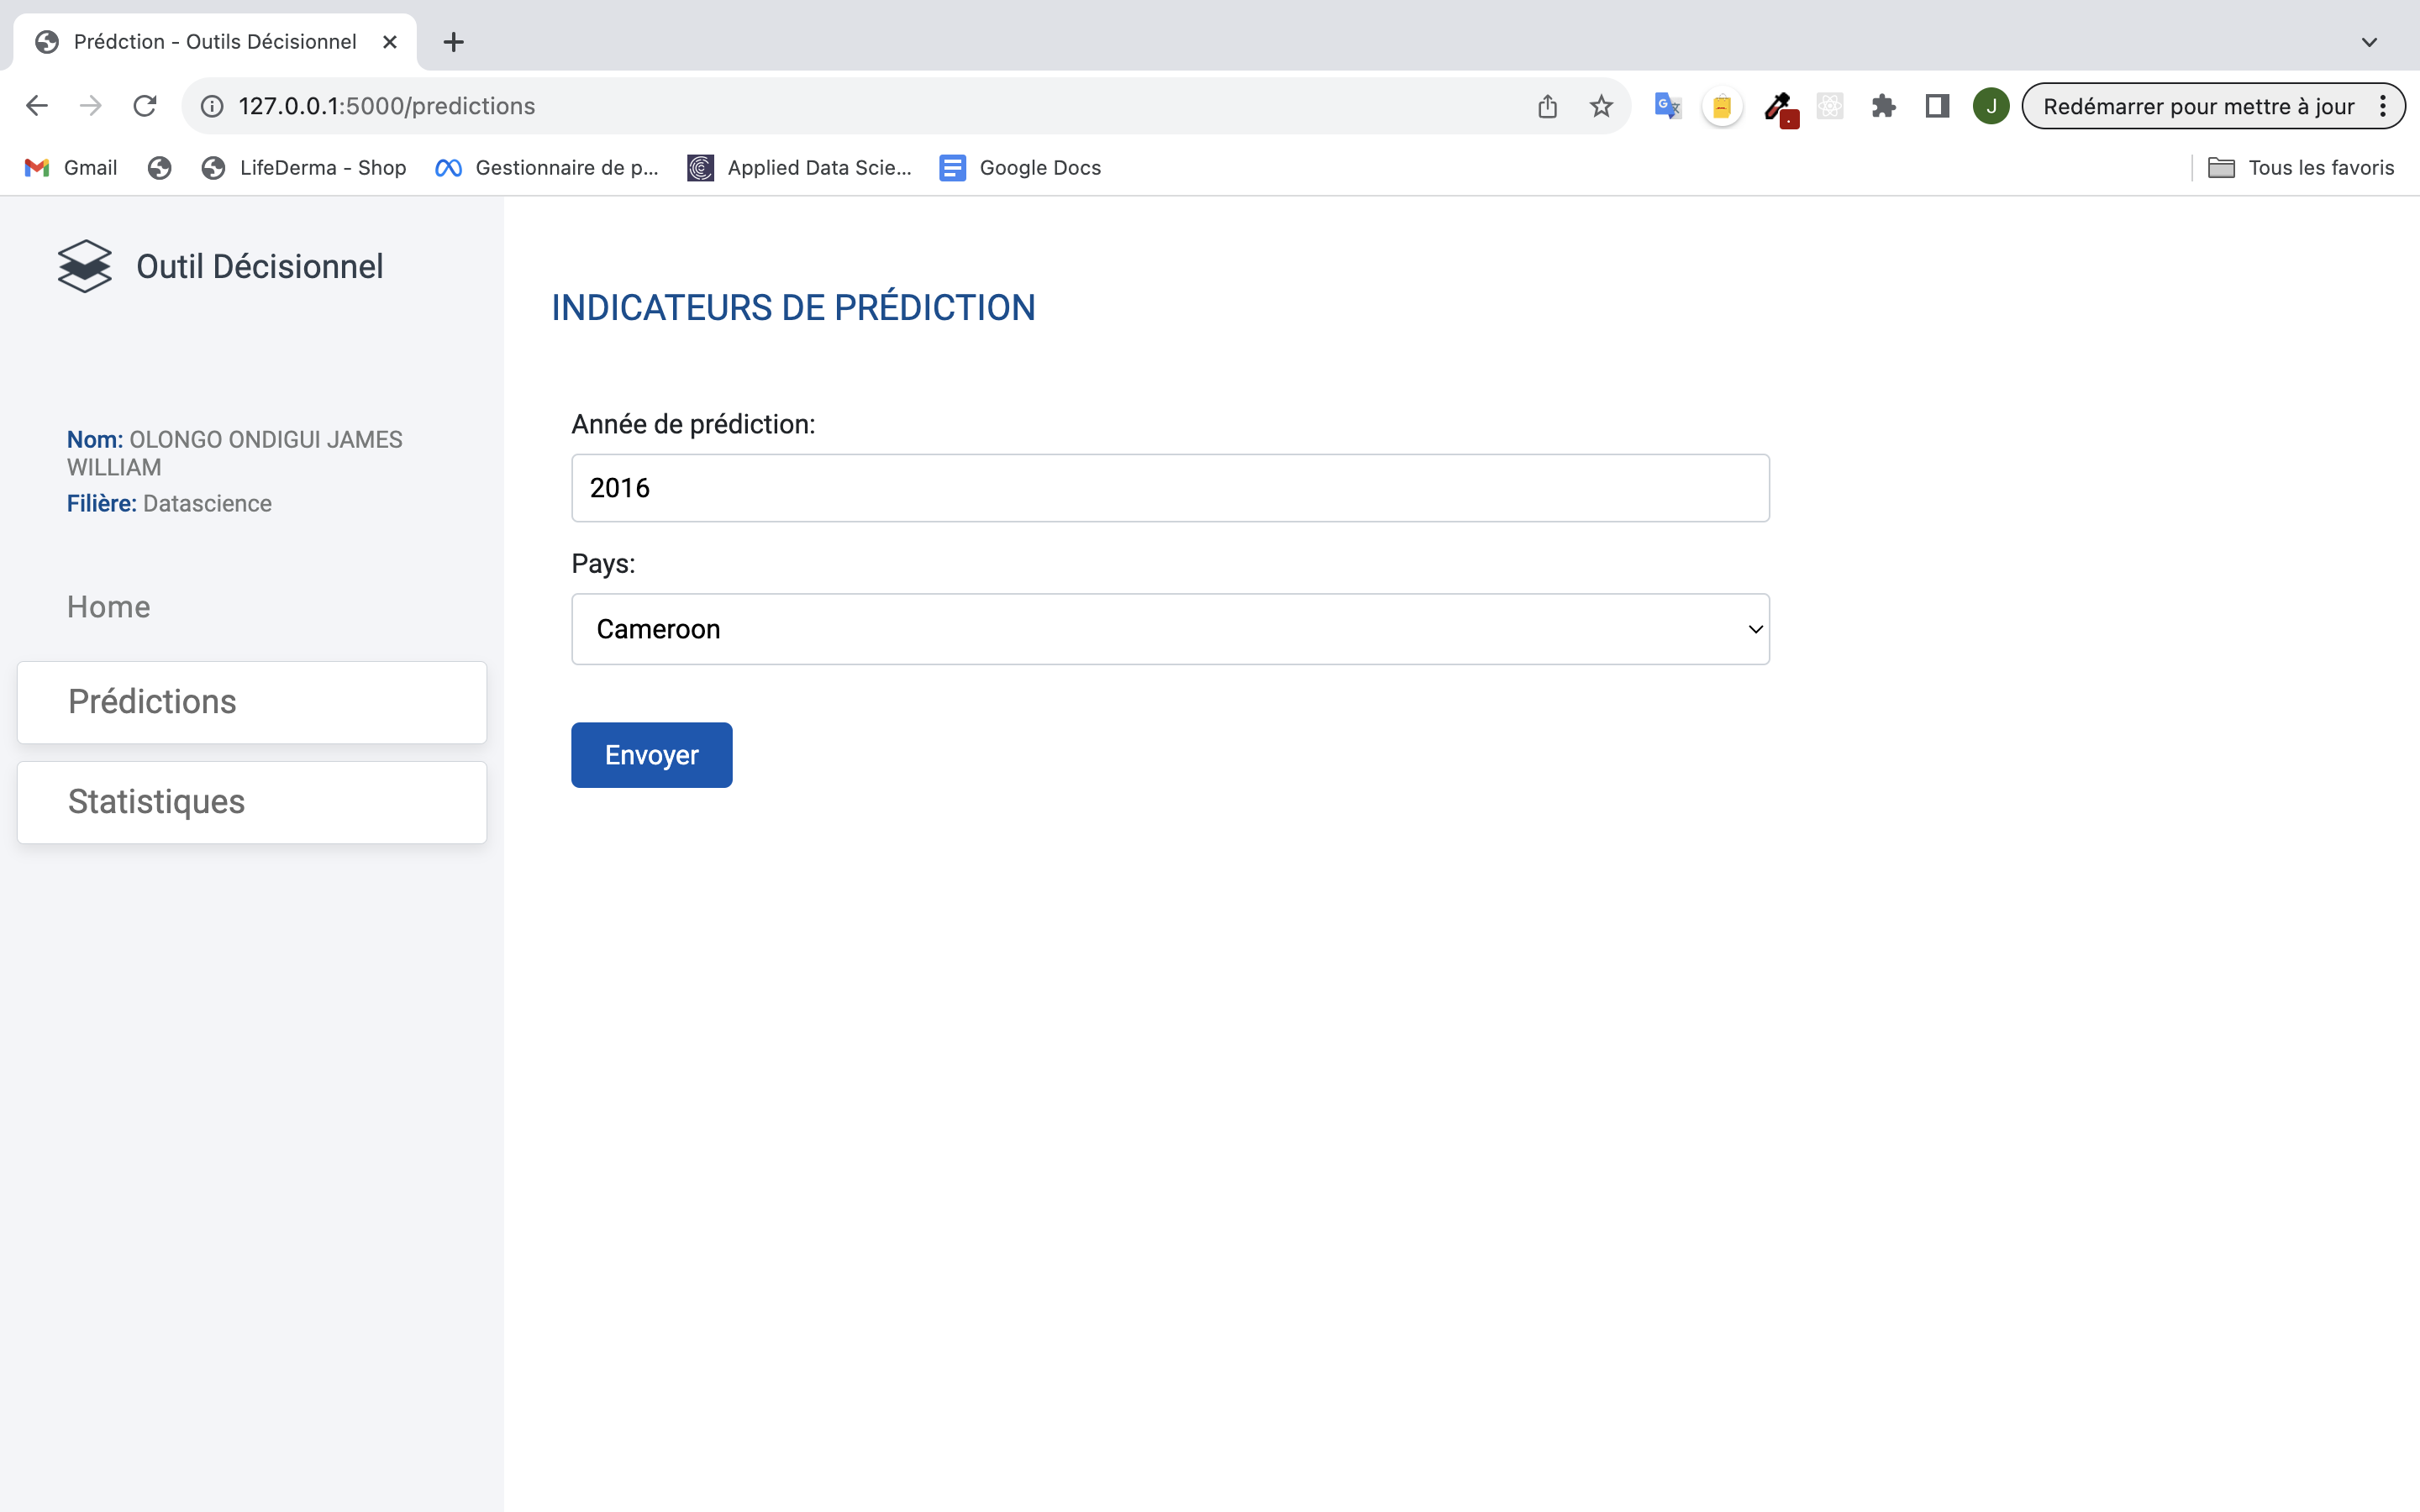 Prédction - Outils Décisionnel
127.0.0.1:5000/predictions
J
Redémarrer pour mettre à jour
Gmail
LifeDerma - Shop
Gestionnaire de p...
Applied Data Scie...
Google Docs
Tous les favoris
Outil Décisionnel
INDICATEURS DE PRÉDICTION
Année de prédiction:
2016
Nom: OLONGO ONDIGUI JAMES
WILLIAM
Filière: Datascience
Pays:
Cameroon
Home
Prédictions
Envoyer
Statistiques